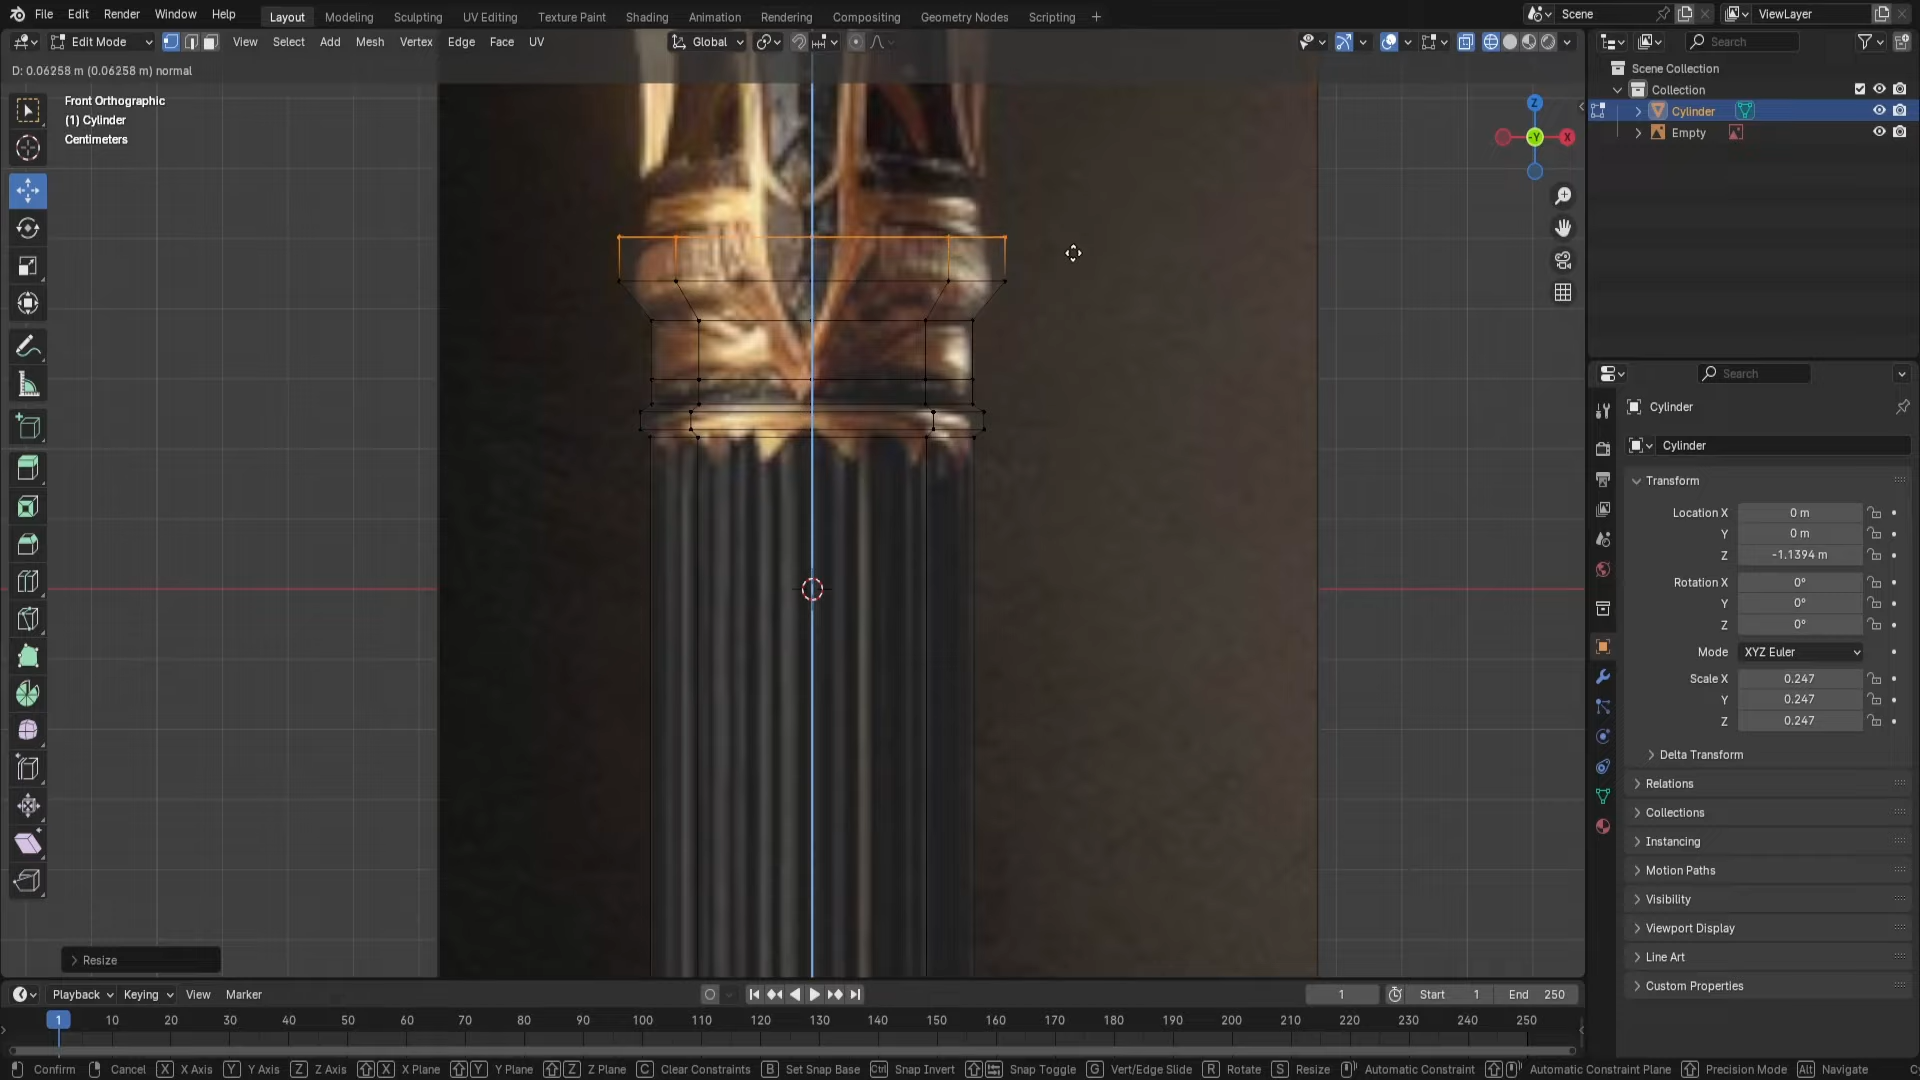 File Edit Render Window Help Layout Modeling Sculpting UV Editing Texture Paint Shading Animation Rendering Compositing Geometry Nodes Scripting + Scene ViewLayer
Edit Mode View Select Add Mesh Vertex Edge Face UV Global Search
D: 0.06258 m (0.06258 m) normal
Front Orthographic
(1) Cylinder
Centimeters
Z
X
-Y
Scene Collection
Collection
Cylinder
Empty
Search
Cylinder
Cylinder
Transform
Location X 0 m
Y 0 m
Z -1.1394 m
Rotation X 0°
Y 0°
Z 0°
Mode XYZ Euler
Scale X 0.247
Y 0.247
Z 0.247
Delta Transform
Relations
Collections
Instancing
Motion Paths
Visibility
Viewport Display
Line Art
Custom Properties
Resize
Playback Keying View Marker 1 Start 1 End 250
1 10 20 30 40 50 60 70 80 90 100 110 120 130 140 150 160 170 180 190 200 210 220 230 240 250
Confirm Cancel X X Axis Y Y Axis Z Z Axis X X Plane Y Y Plane Z Z Plane C Clear Constraints B Set Snap Base Ctrl Snap Invert Snap Toggle G Vert/Edge Slide R Rotate S Resize Automatic Constraint Automatic Constraint Plane Precision Mode Alt Navigate